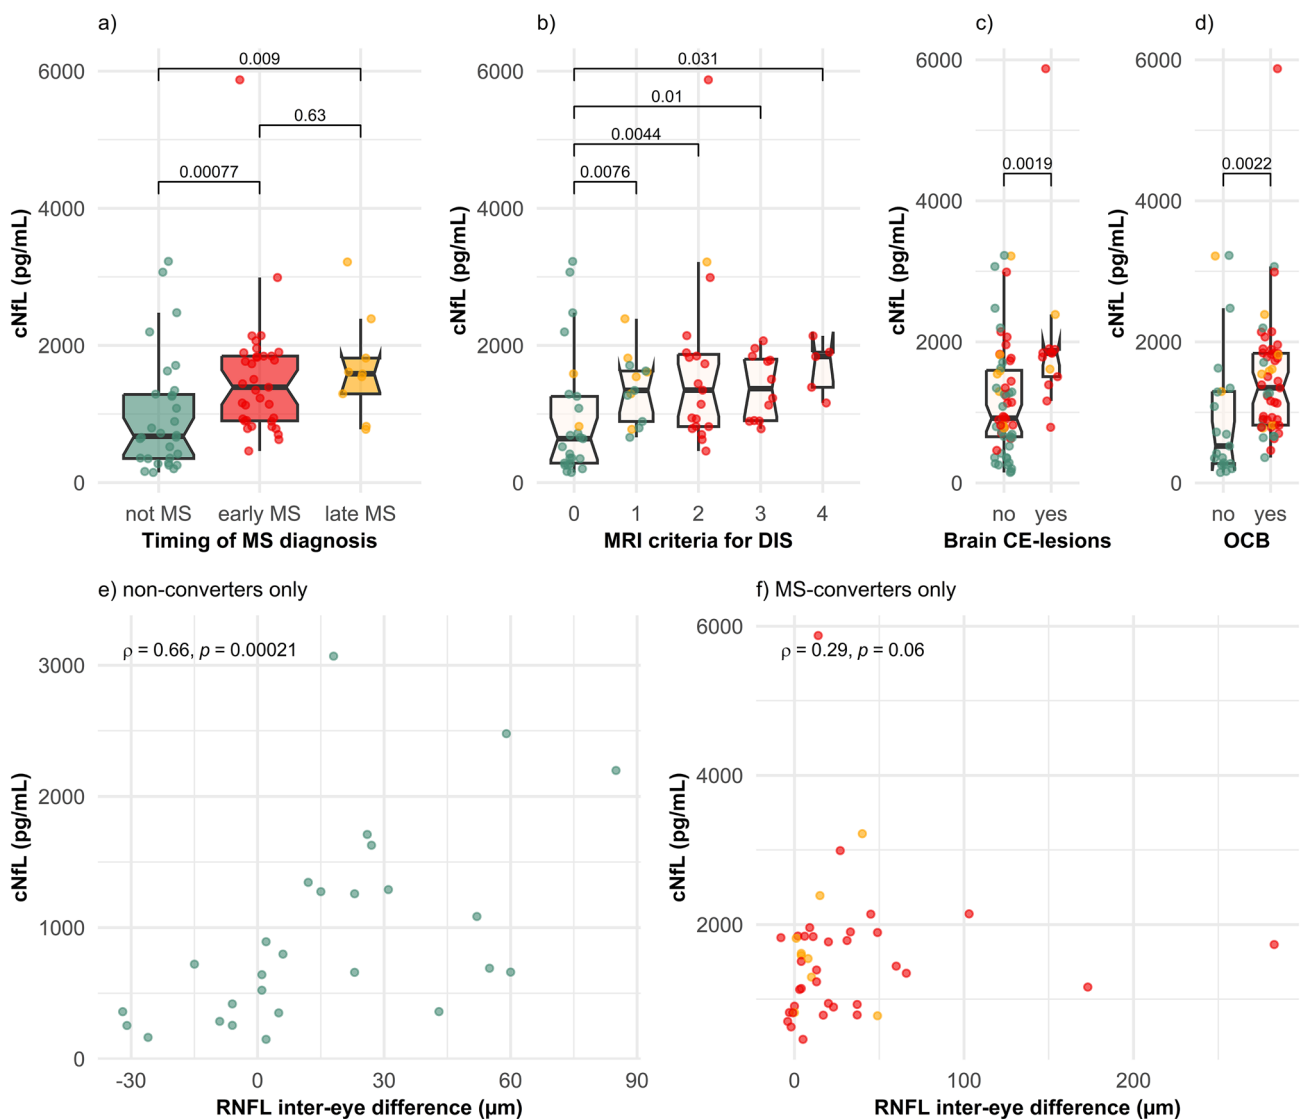 a)
b)
c)
d)
cNfL (pg/mL)
6000
4000
2000
0
0.009
0.63
0.00077
not MS
early MS
late MS
Timing of MS diagnosis
cNfL (pg/mL)
6000
4000
2000
0
0.031
0.01
0.0044
0.0076
0
1
2
3
4
MRI criteria for DIS
cNfL (pg/mL)
6000
4000
2000
0
0.0019
no
yes
Brain CE-lesions
cNfL (pg/mL)
6000
4000
2000
0
0.0022
no
yes
OCB
e) non-converters only
ρ = 0.66, p = 0.00021
cNfL (pg/mL)
3000
2000
1000
0
-30
0
30
60
90
RNFL inter-eye difference (µm)
f) MS-converters only
ρ = 0.29, p = 0.06
cNfL (pg/mL)
6000
4000
2000
0
0
100
200
RNFL inter-eye difference (µm)